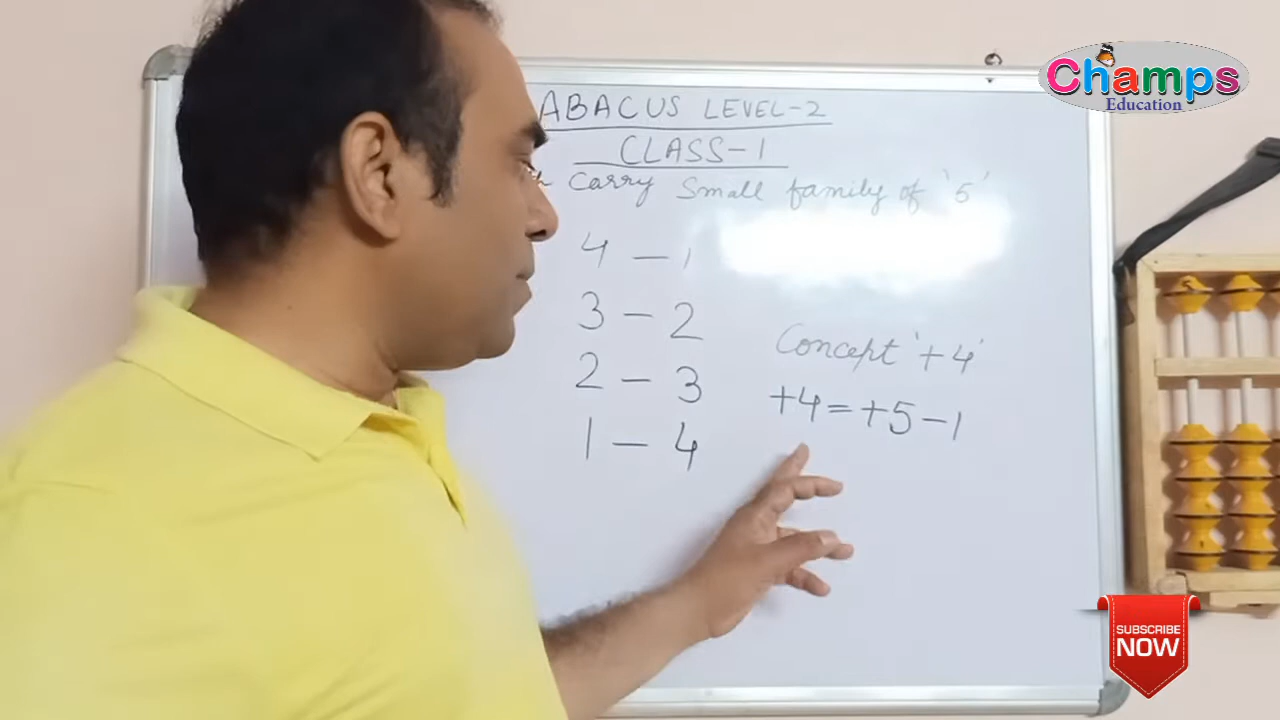 Champs
Education
ABACUS LEVEL-2
CLASS-1
Carry Small family of '5'
4 – 1
3 – 2
2 – 3
1 – 4
Concept '+4'
+4=+5-1
SUBSCRIBE
NOW